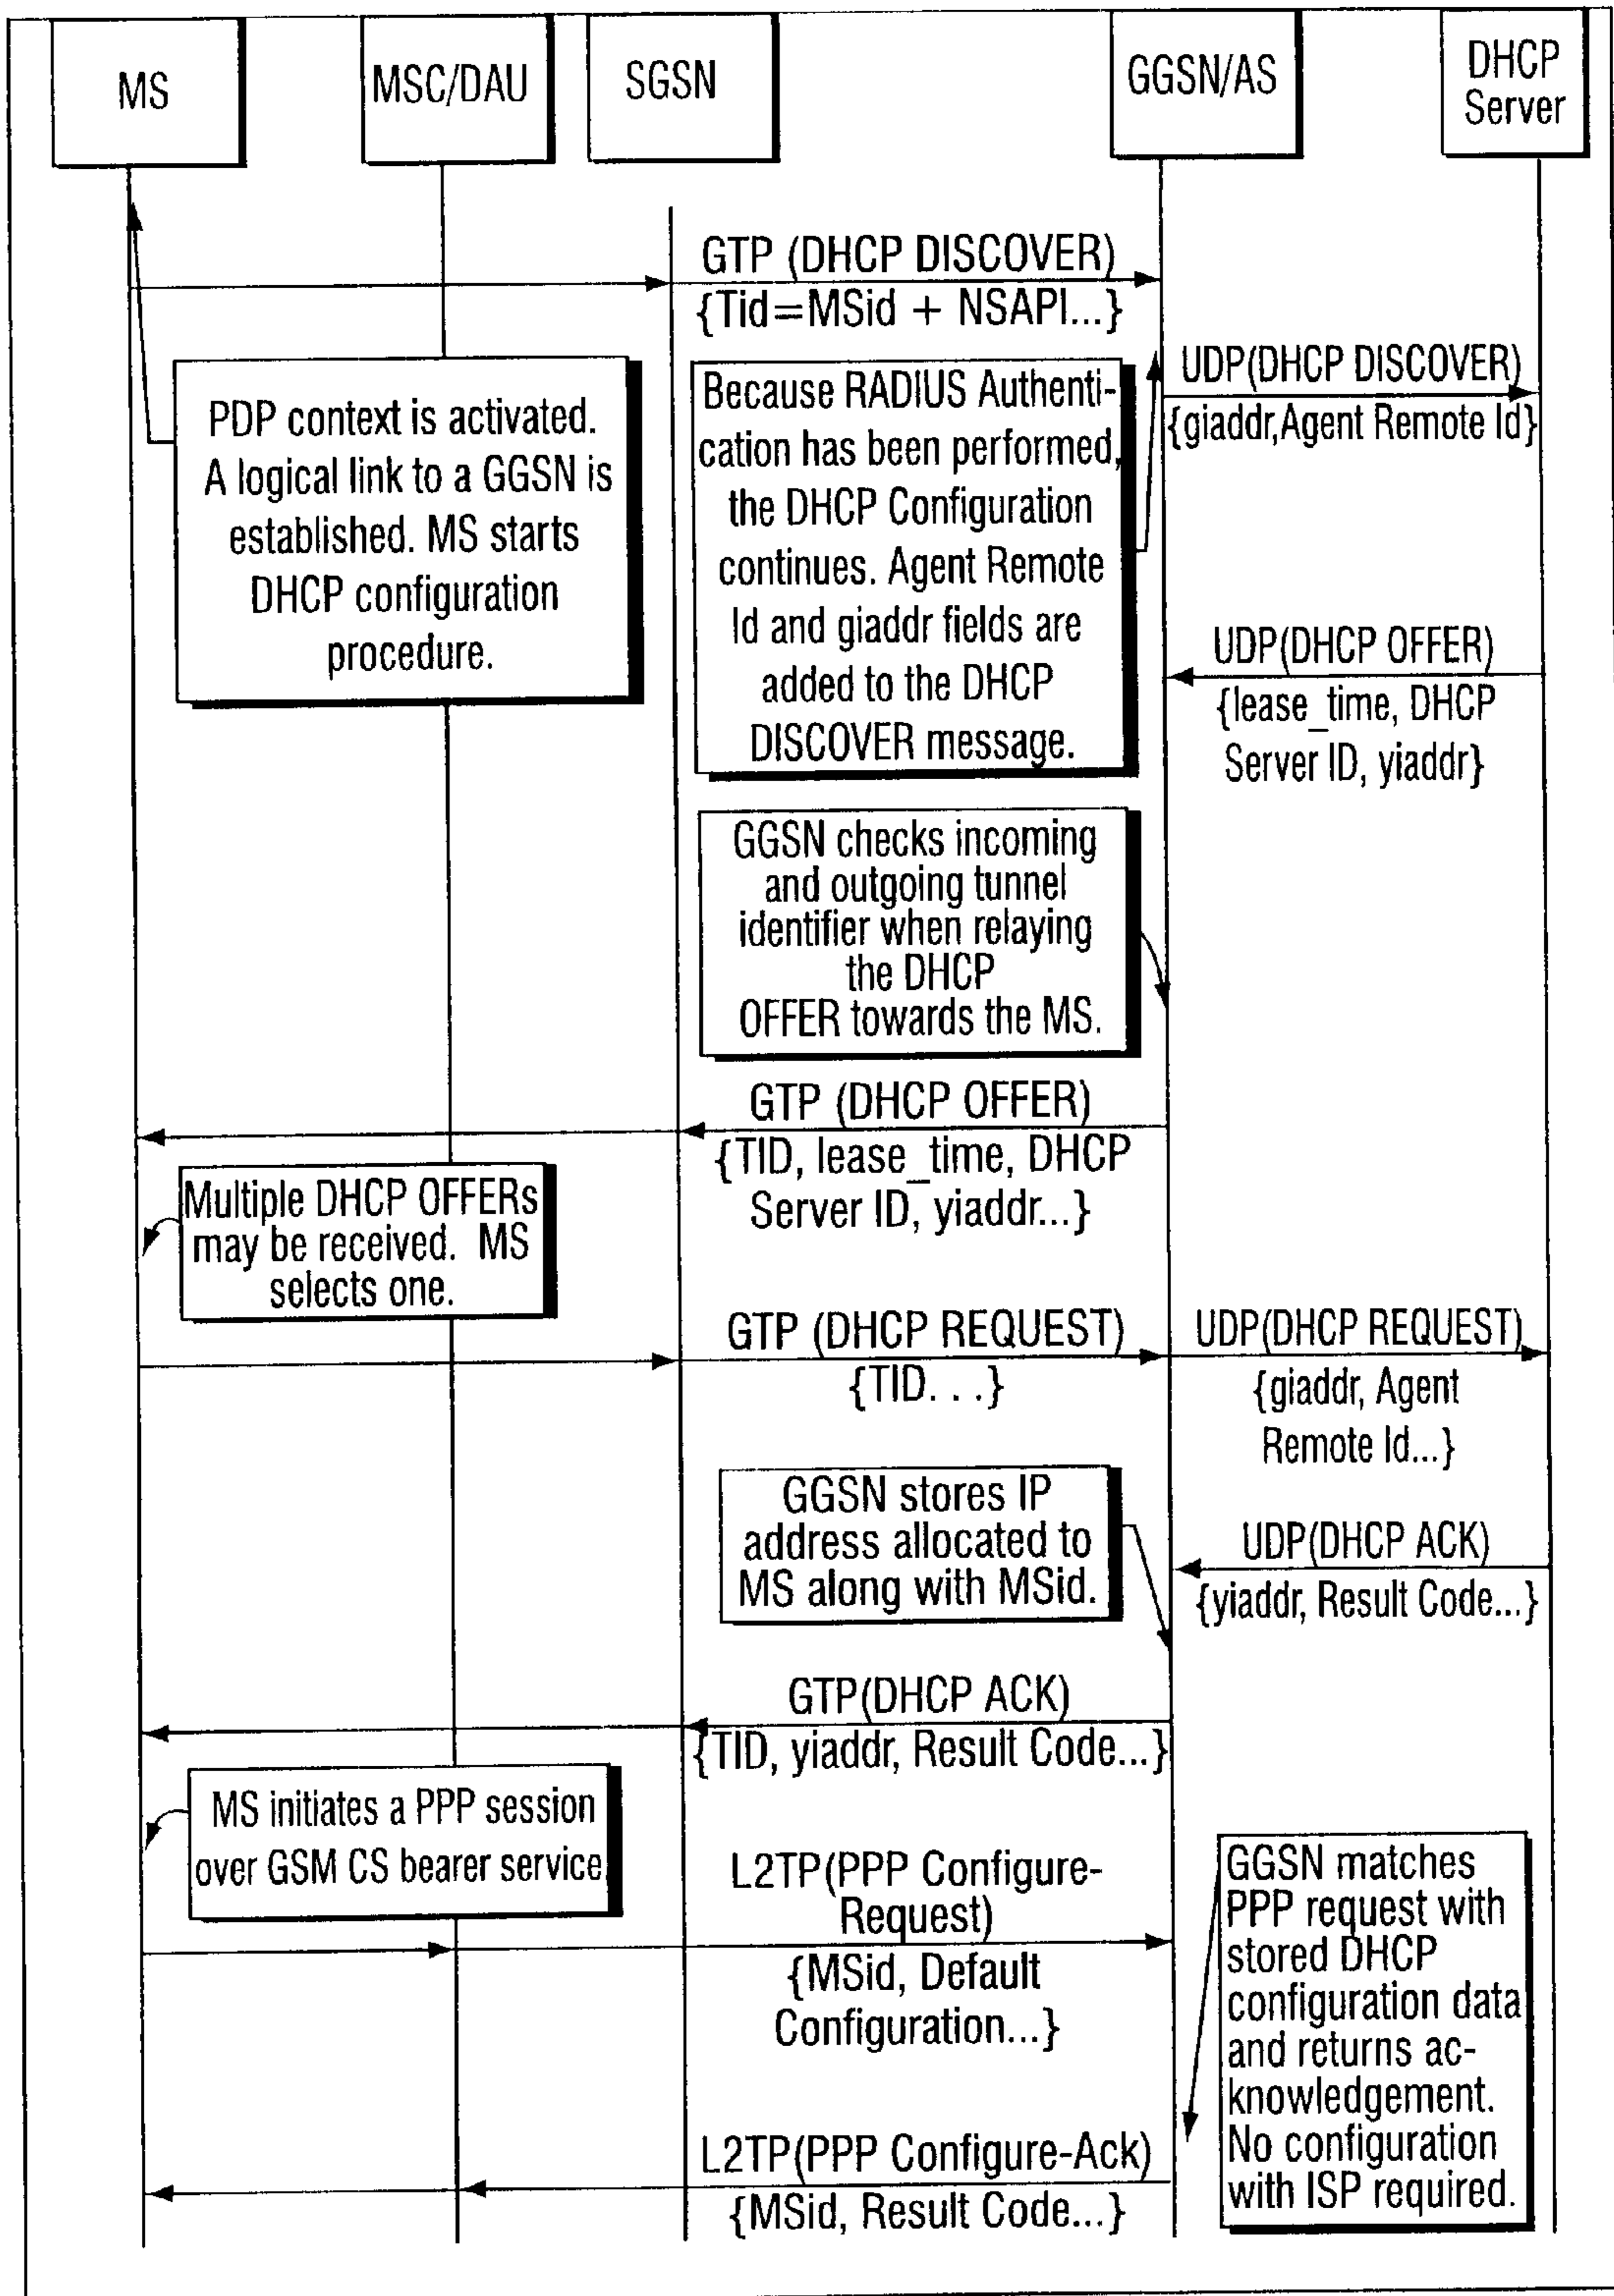 MS
MSC/DAU
SGSN
GGSN/AS
DHCP
Server
GTP (DHCP DISCOVER)
{Tid=MSid + NSAPI...}
PDP context is activated.
A logical link to a GGSN is
established. MS starts
DHCP configuration
procedure.
Because RADIUS Authenti-
cation has been performed,
the DHCP Configuration
continues. Agent Remote
Id and giaddr fields are
added to the DHCP
DISCOVER message.
UDP(DHCP DISCOVER)
{giaddr,Agent Remote Id}
UDP(DHCP OFFER)
{lease_time, DHCP
Server ID, yiaddr}
GGSN checks incoming
and outgoing tunnel
identifier when relaying
the DHCP
OFFER towards the MS.
GTP (DHCP OFFER)
{TID, lease_time, DHCP
Server ID, yiaddr...}
Multiple DHCP OFFERs
may be received. MS
selects one.
GTP (DHCP REQUEST)
{TID. . .}
UDP(DHCP REQUEST)
{giaddr, Agent
Remote Id...}
GGSN stores IP
address allocated to
MS along with MSid.
UDP(DHCP ACK)
{yiaddr, Result Code...}
GTP(DHCP ACK)
{TID, yiaddr, Result Code...}
MS initiates a PPP session
over GSM CS bearer service
L2TP(PPP Configure-
Request)
{MSid, Default
Configuration...}
GGSN matches
PPP request with
stored DHCP
configuration data
and returns ac-
knowledgement.
No configuration
with ISP required.
L2TP(PPP Configure-Ack)
{MSid, Result Code...}